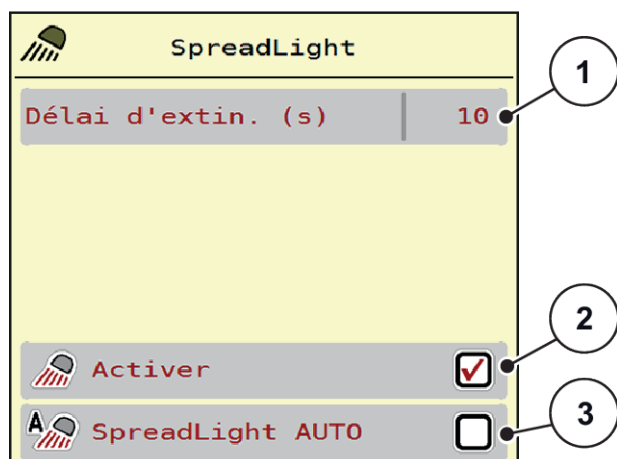 SpreadLight
1
Délai d'extin. (s) 10
2
Activer
3
A SpreadLight AUTO